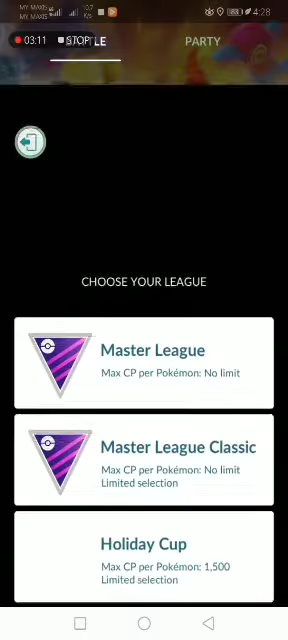 MY MAXIS
MY MAXIS
10.7
K/s
4:28
03:11
STOP
PARTY
CHOOSE YOUR LEAGUE
Master League
Max CP per Pokémon: No limit
Master League Classic
Max CP per Pokémon: No limit
Limited selection
Holiday Cup
Max CP per Pokémon: 1,500
Limited selection